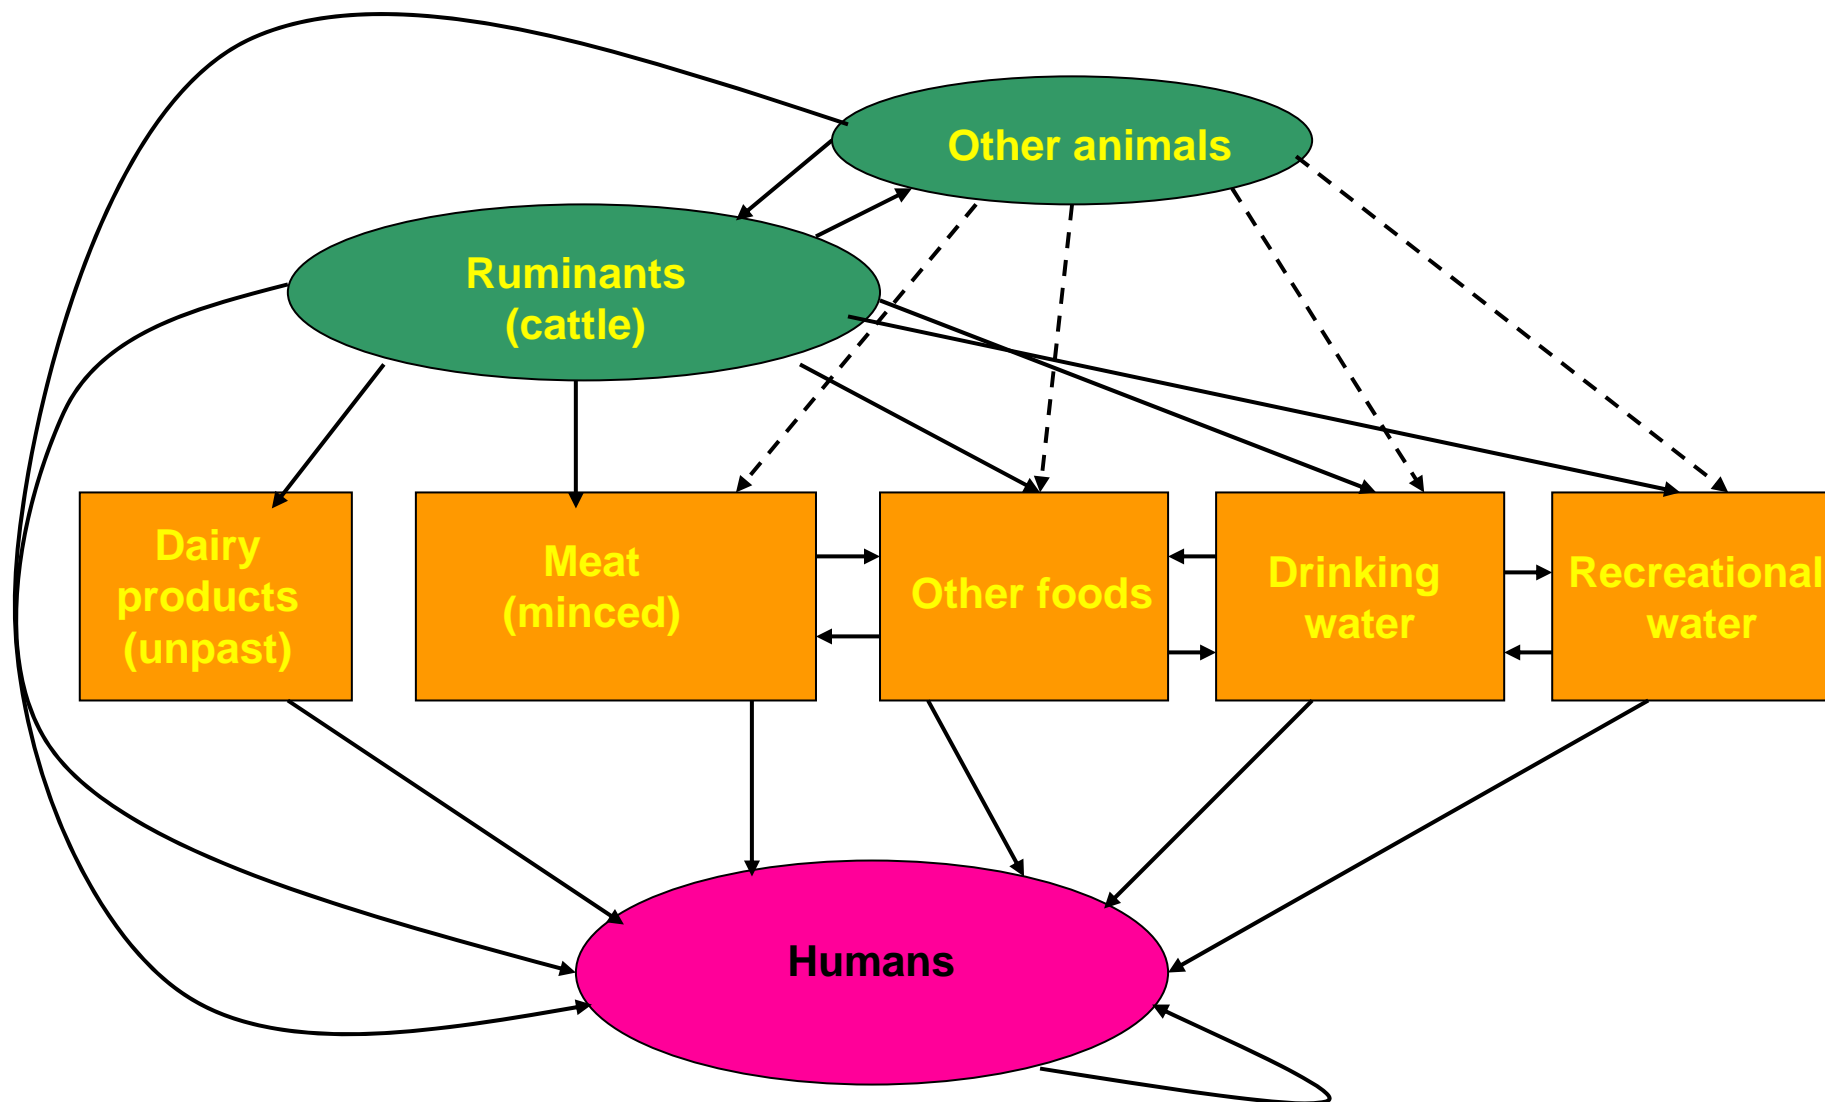 Other animals
Ruminants
(cattle)
Dairy
products
(unpast)
Meat
(minced)
Other foods
Drinking
water
Recreational
water
Humans